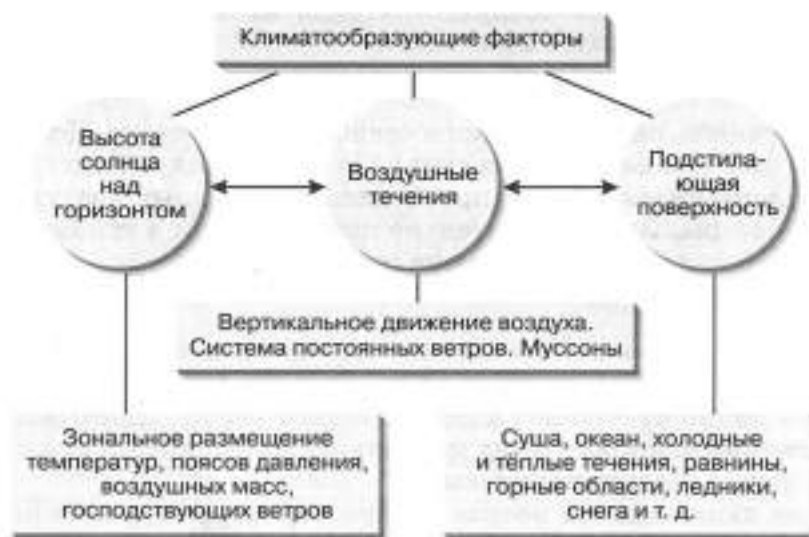 Климатообразующие факторы
Высота
солнца
над
горизонтом
Воздушные
течения
Подстила-
ющая
поверхность
Вертикальное движение воздуха.
Система постоянных ветров. Муссоны
Зональное размещение
температур, поясов давления,
воздушных масс,
господствующих ветров
Суша, океан, холодные
и тёплые течения, равнины,
горные области, ледники,
снега и т. д.